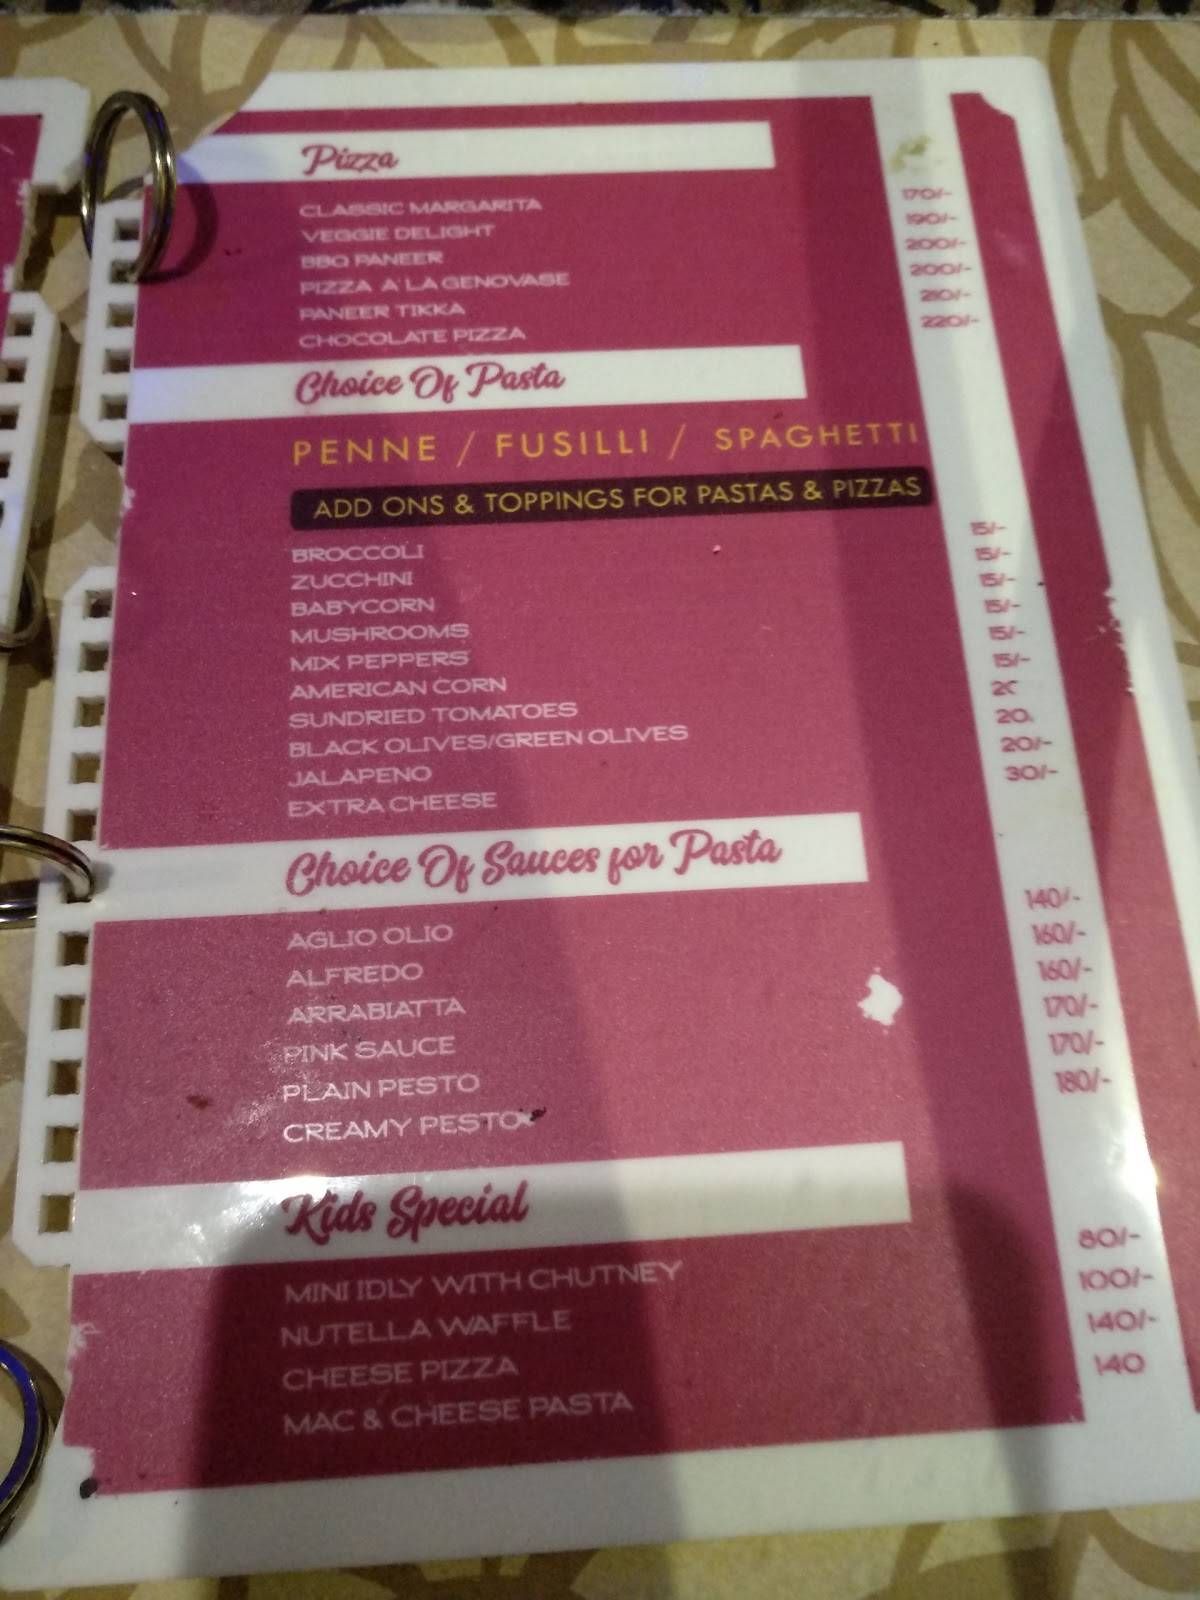 Pizza
CLASSIC MARGARITA 170/-
VEGGIE DELIGHT 190/-
BBQ PANEER 200/-
PIZZA A' LA GENOVASE 200/-
PANEER TIKKA 210/-
CHOCOLATE PIZZA 220/-
Choice Of Pasta
PENNE / FUSILLI / SPAGHETTI
ADD ONS & TOPPINGS FOR PASTAS & PIZZAS
BROCCOLI 15/-
ZUCCHINI 15/-
BABYCORN 15/-
MUSHROOMS 15/-
MIX PEPPERS 15/-
AMERICAN CORN 15/-
SUNDRIED TOMATOES
BLACK OLIVES/GREEN OLIVES 20
JALAPENO 20/-
EXTRA CHEESE 30/-
Choice Of Sauces for Pasta
AGLIO OLIO 140/-
ALFREDO 160/-
ARRABIATTA 160/-
PINK SAUCE 170/-
PLAIN PESTO 170/-
CREAMY PESTO 180/-
Kids Special
MINI IDLY WITH CHUTNEY 80/-
NUTELLA WAFFLE 100/-
CHEESE PIZZA 140/-
MAC & CHEESE PASTA 140